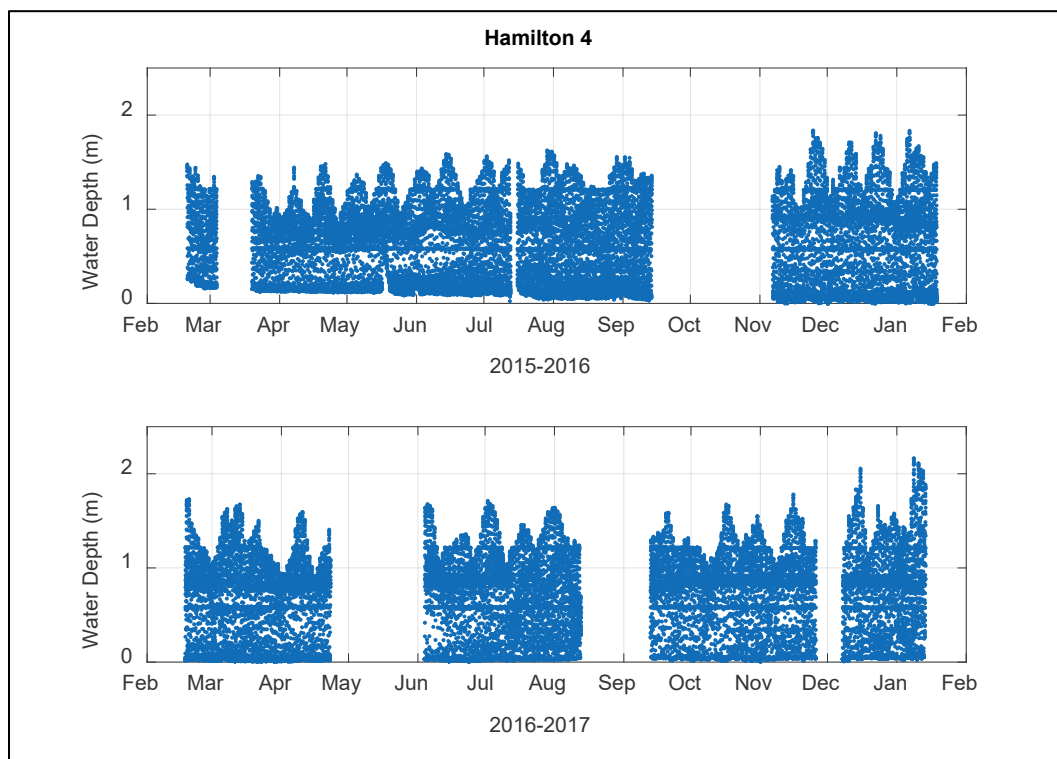 Hamilton 4
2
1
0
Water Depth (m)
Feb Mar Apr May Jun Jul Aug Sep Oct Nov Dec Jan Feb
2015-2016
2
1
0
Water Depth (m)
Feb Mar Apr May Jun Jul Aug Sep Oct Nov Dec Jan Feb
2016-2017